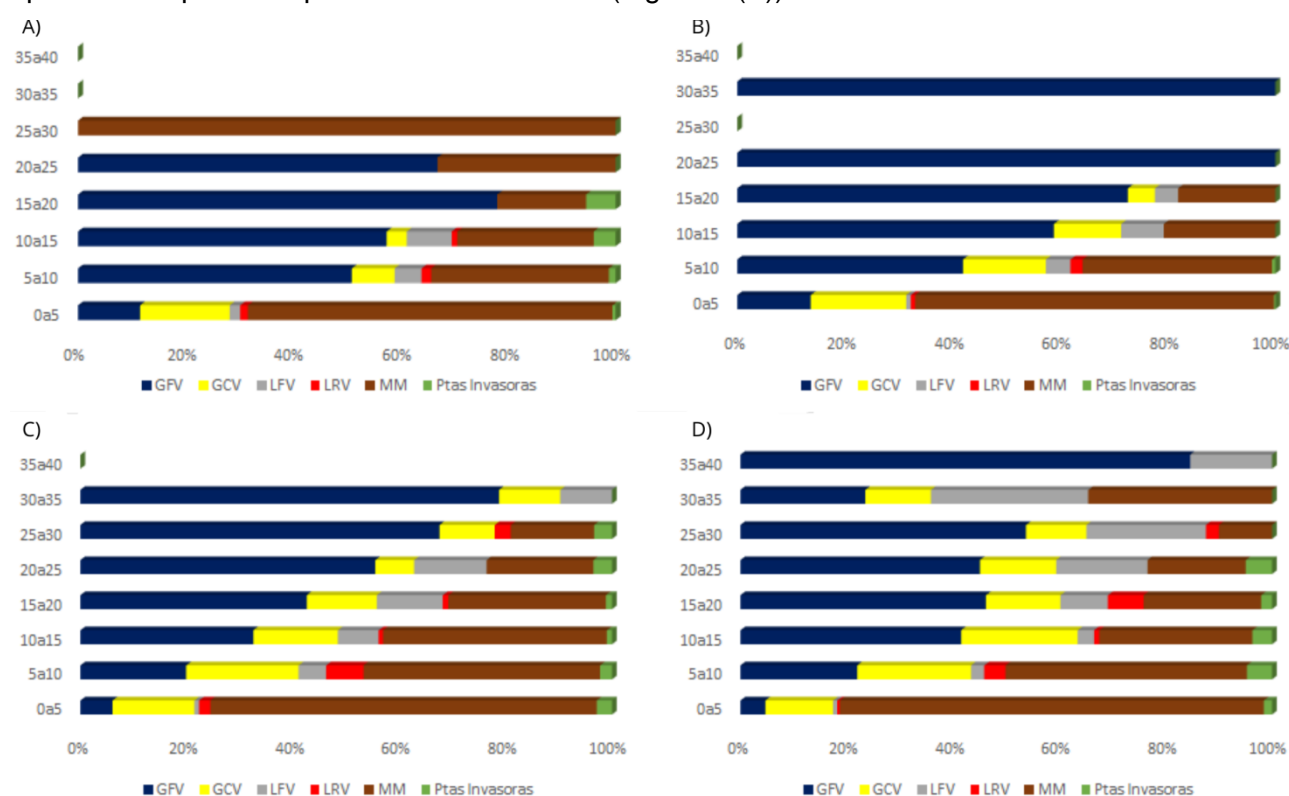 A)
35a40
30a35
25a30
20a25
15a20
10a15
5a10
0a5
0% 20% 40% 60% 80% 100%
GFV GCV LFV LRV MM Ptas Invasoras
B)
35a40
30a35
25a30
20a25
15a20
10a15
5a10
0a5
0% 20% 40% 60% 80% 100%
GFV GCV LFV LRV MM Ptas Invasoras
C)
35a40
30a35
25a30
20a25
15a20
10a15
5a10
0a5
0% 20% 40% 60% 80% 100%
GFV GCV LFV LRV MM Ptas Invasoras
D)
35a40
30a35
25a30
20a25
15a20
10a15
5a10
0a5
0% 20% 40% 60% 80% 100%
GFV GCV LFV LRV MM Ptas Invasoras